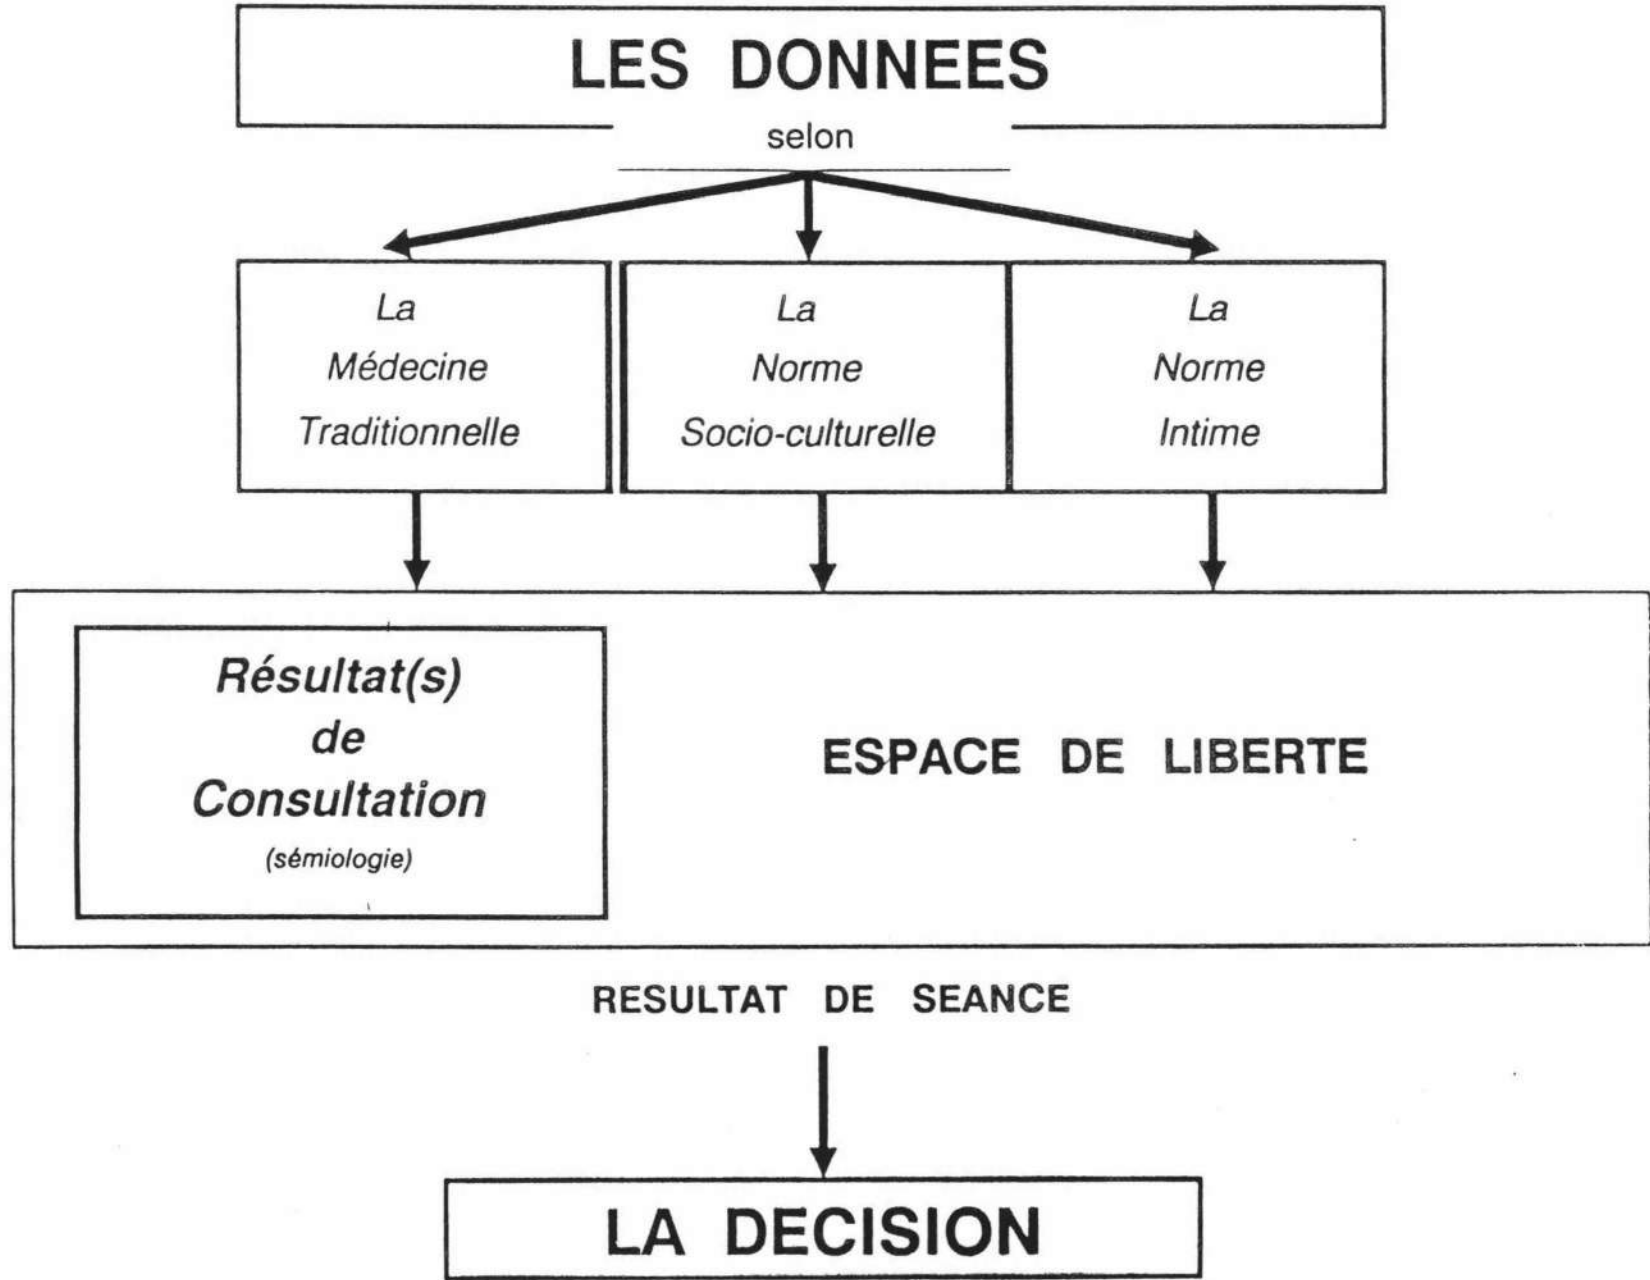 LES DONNEES
selon
La
Médecine
Traditionnelle
La
Norme
Socio-culturelle
La
Norme
Intime
Résultat(s)
de
Consultation
(sémiologie)
ESPACE DE LIBERTE
RESULTAT DE SEANCE
LA DECISION